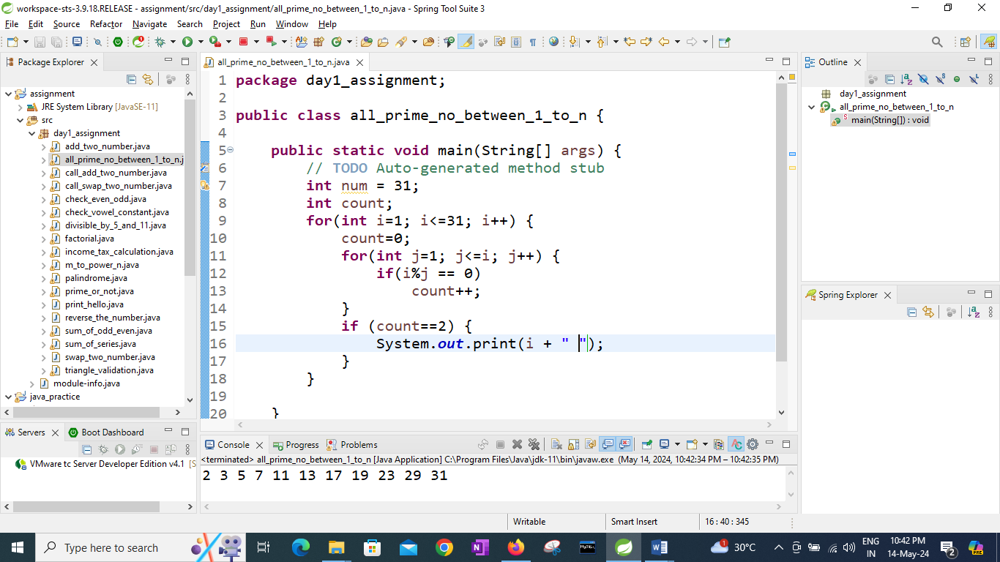 workspace-sts-3.9.18.RELEASE - assignment/src/day1_assignment/all_prime_no_between_1_to_n.java - Spring Tool Suite 3
File Edit Source Refactor Navigate Search Project Run Window Help
Package Explorer
assignment
JRE System Library [JavaSE-11]
src
day1_assignment
add_two_number.java
all_prime_no_between_1_to_n.j
call_add_two_number.java
call_swap_two_number.java
check_even_odd.java
check_vowel_constant.java
divisible_by_5_and_11.java
factorial.java
income_tax_calculation.java
m_to_power_n.java
palindrome.java
prime_or_not.java
print_hello.java
reverse_the_number.java
sum_of_odd_even.java
sum_of_series.java
swap_two_number.java
triangle_validation.java
module-info.java
java_practice
Servers
Boot Dashboard
VMware tc Server Developer Edition v4.1 [S
all_prime_no_between_1_to_n.java
1 package day1_assignment;
2
3 public class all_prime_no_between_1_to_n {
4
5 public static void main(String[] args) {
6 // TODO Auto-generated method stub
7 int num = 31;
8 int count;
9 for(int i=1; i<=31; i++) {
10 count=0;
11 for(int j=1; j<=i; j++) {
12 if(i%j == 0)
13 count++;
14 }
15 if (count==2) {
16 System.out.print(i + " ");
17 }
18 }
19
20 }
Console Progress Problems
<terminated> all_prime_no_between_1_to_n [Java Application] C:\Program Files\Java\jdk-11\bin\javaw.exe (May 14, 2024, 10:42:34 PM – 10:42:35 PM)
2 3 5 7 11 13 17 19 23 29 31
Outline
day1_assignment
all_prime_no_between_1_to_n
main(String[]) : void
Spring Explorer
Writable Smart Insert 16 : 40 : 345
Type here to search
MySQL
30°C
ENG
IN
10:42 PM
14-May-24
2
PRE